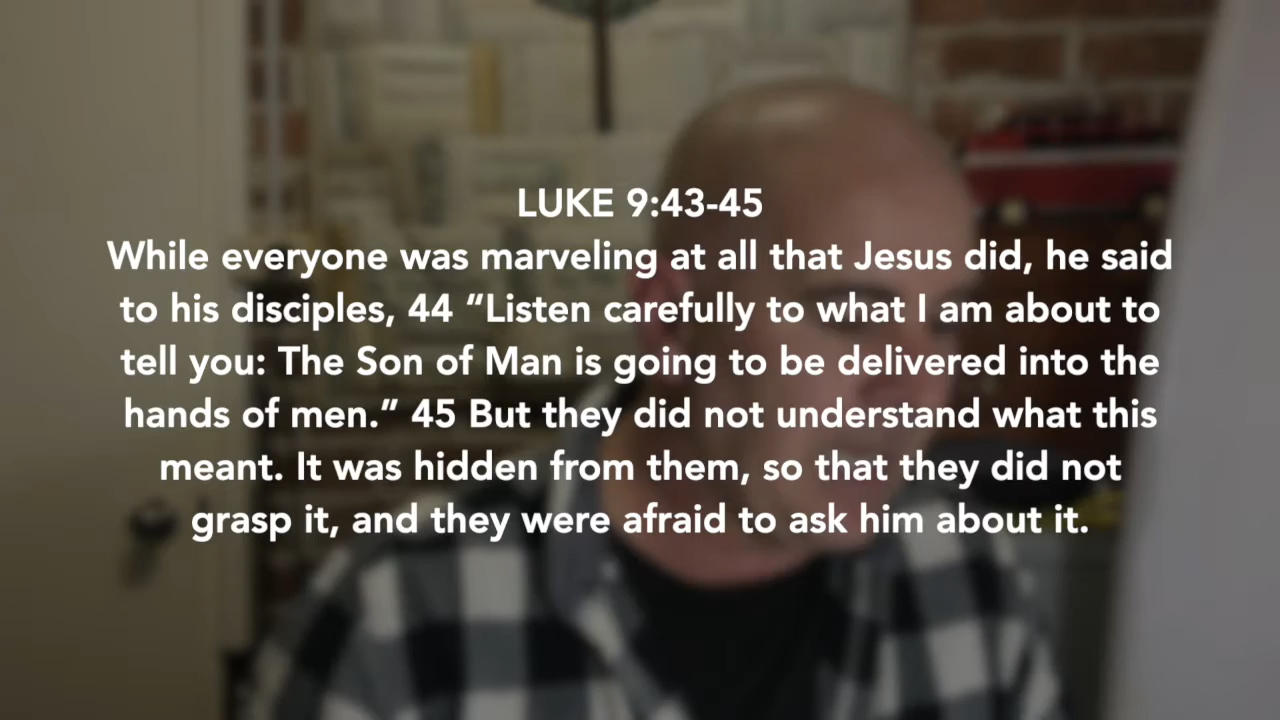 LUKE 9:43-45
While everyone was marveling at all that Jesus did, he said
to his disciples, 44 “Listen carefully to what I am about to
tell you: The Son of Man is going to be delivered into the
hands of men.” 45 But they did not understand what this
meant. It was hidden from them, so that they did not
grasp it, and they were afraid to ask him about it.